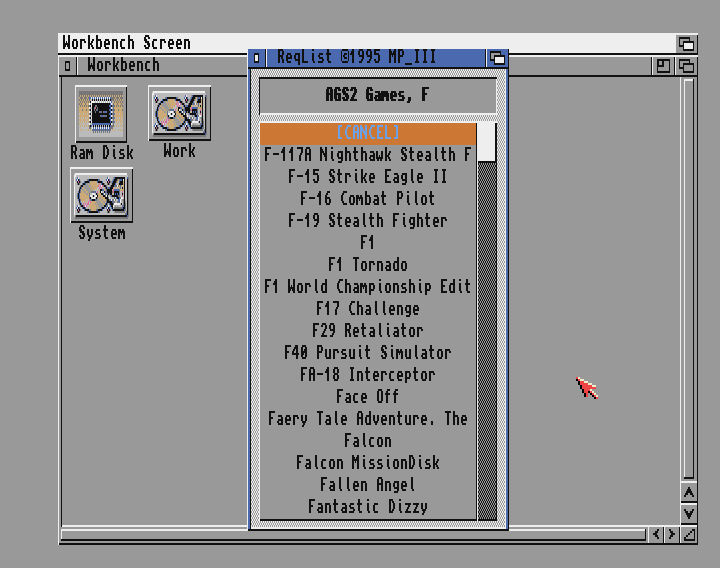 Workbench Screen
Workbench
ReqList ©1995 MP_III
AGS2 Games, F
[CANCEL]
F-117A Nighthawk Stealth F
F-15 Strike Eagle II
F-16 Combat Pilot
F-19 Stealth Fighter
F1
F1 Tornado
F1 World Championship Edit
F17 Challenge
F29 Retaliator
F40 Pursuit Simulator
FA-18 Interceptor
Face Off
Faery Tale Adventure. The
Falcon
Falcon MissionDisk
Fallen Angel
Fantastic Dizzy
Ram Disk
Work
System